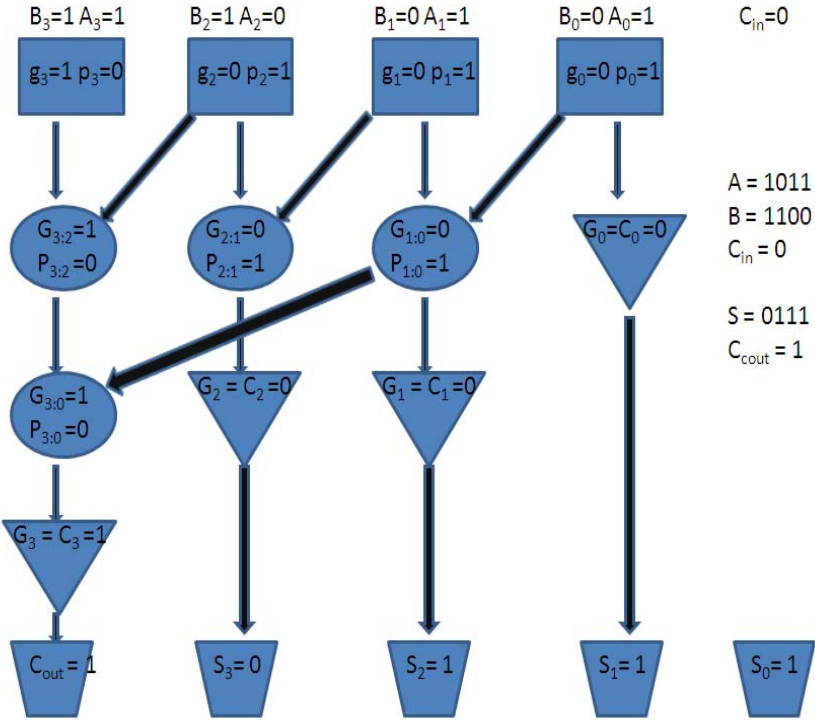 B₃=1 A₃=1 B₂=1 A₂=0 B₁=0 A₁=1 B₀=0 A₀=1 C_in=0
g₃=1 p₃=0 g₂=0 p₂=1 g₁=0 p₁=1 g₀=0 p₀=1
A = 1011
B = 1100
C_in = 0
S = 0111
C_cout = 1
G₃:₂=1 G₂:₁=0 G₁:₀=0 G₀=C₀=0
P₃:₂=0 P₂:₁=1 P₁:₀=1
G₃:₀=1 G₂ = C₂ =0 G₁ = C₁ =0
P₃:₀=0
G₃ = C₃ =1
C_out = 1 S₃= 0 S₂= 1 S₁= 1 S₀= 1